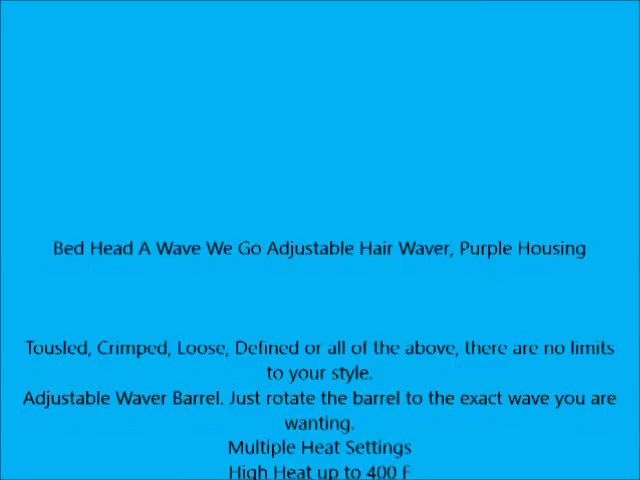 Bed Head A Wave We Go Adjustable Hair Waver, Purple Housing
Tousled, Crimped, Loose, Defined or all of the above, there are no limits
to your style.
Adjustable Waver Barrel. Just rotate the barrel to the exact wave you are
wanting.
Multiple Heat Settings
High Heat up to 400 F